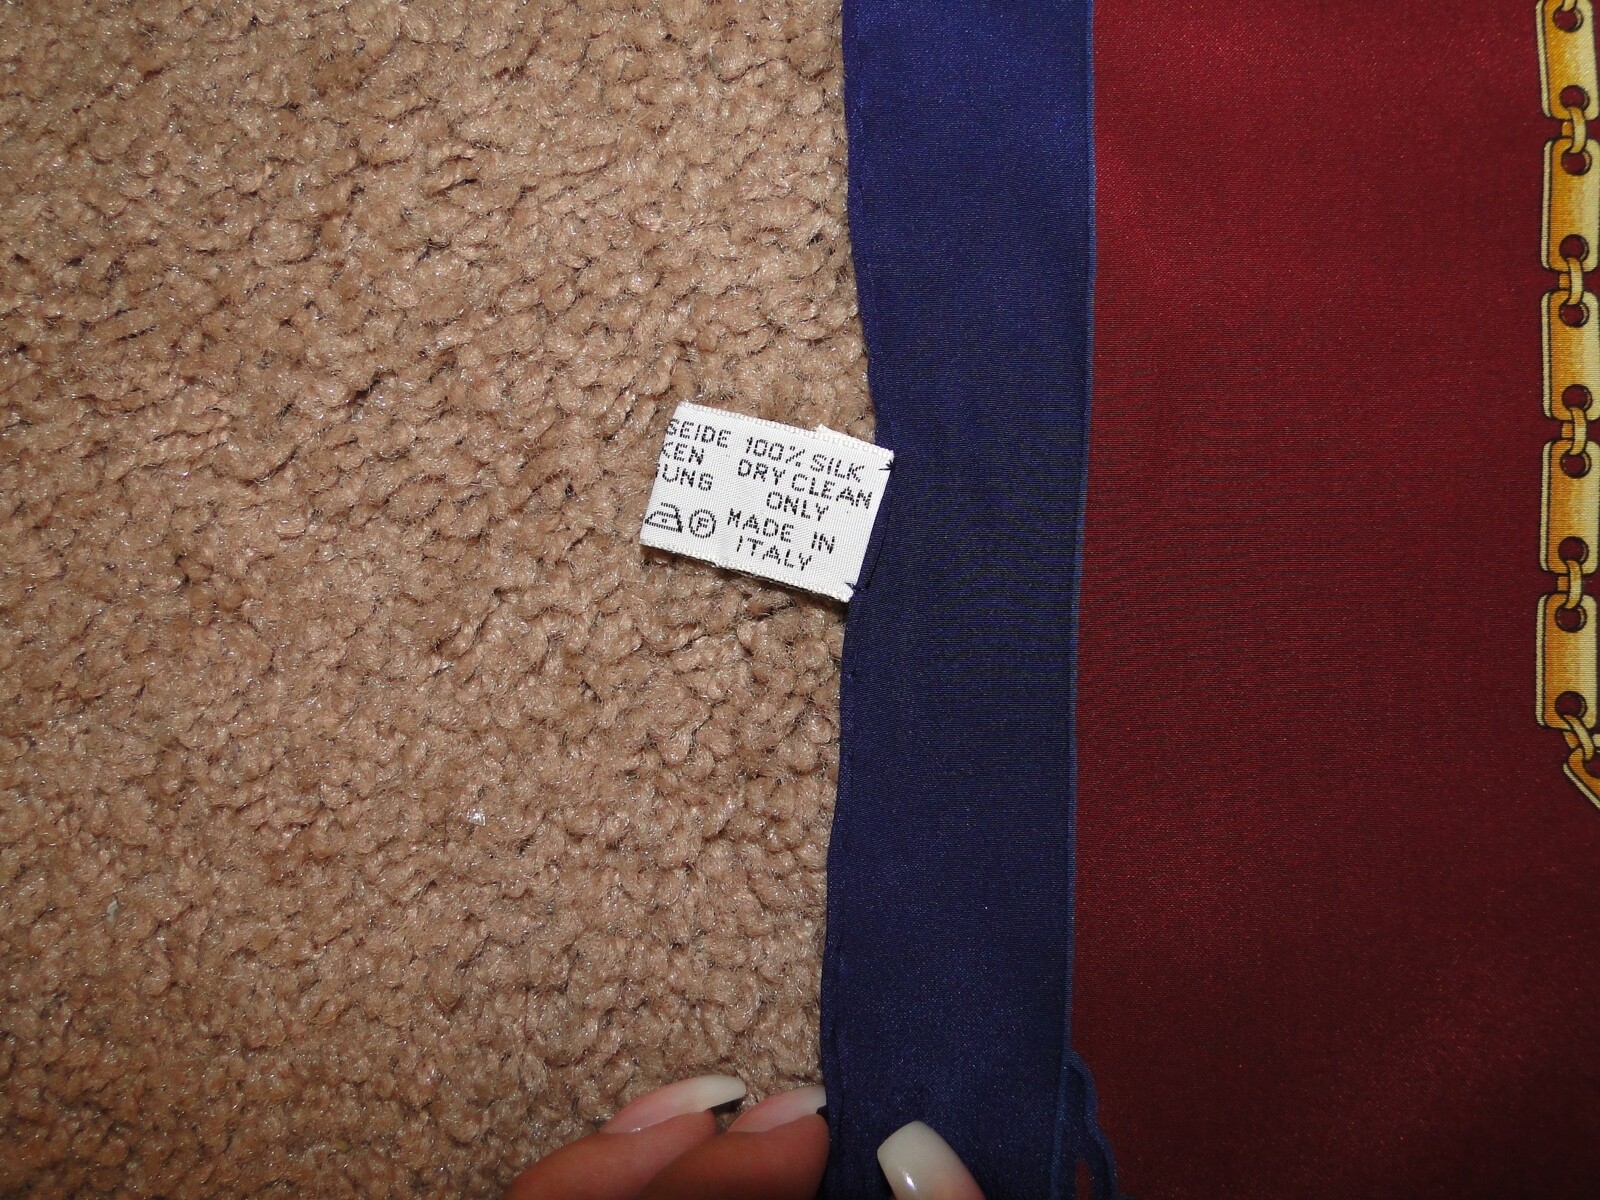 SEIDE
KEN
UNG
100% SILK
DRY CLEAN
ONLY
MADE IN
ITALY
P